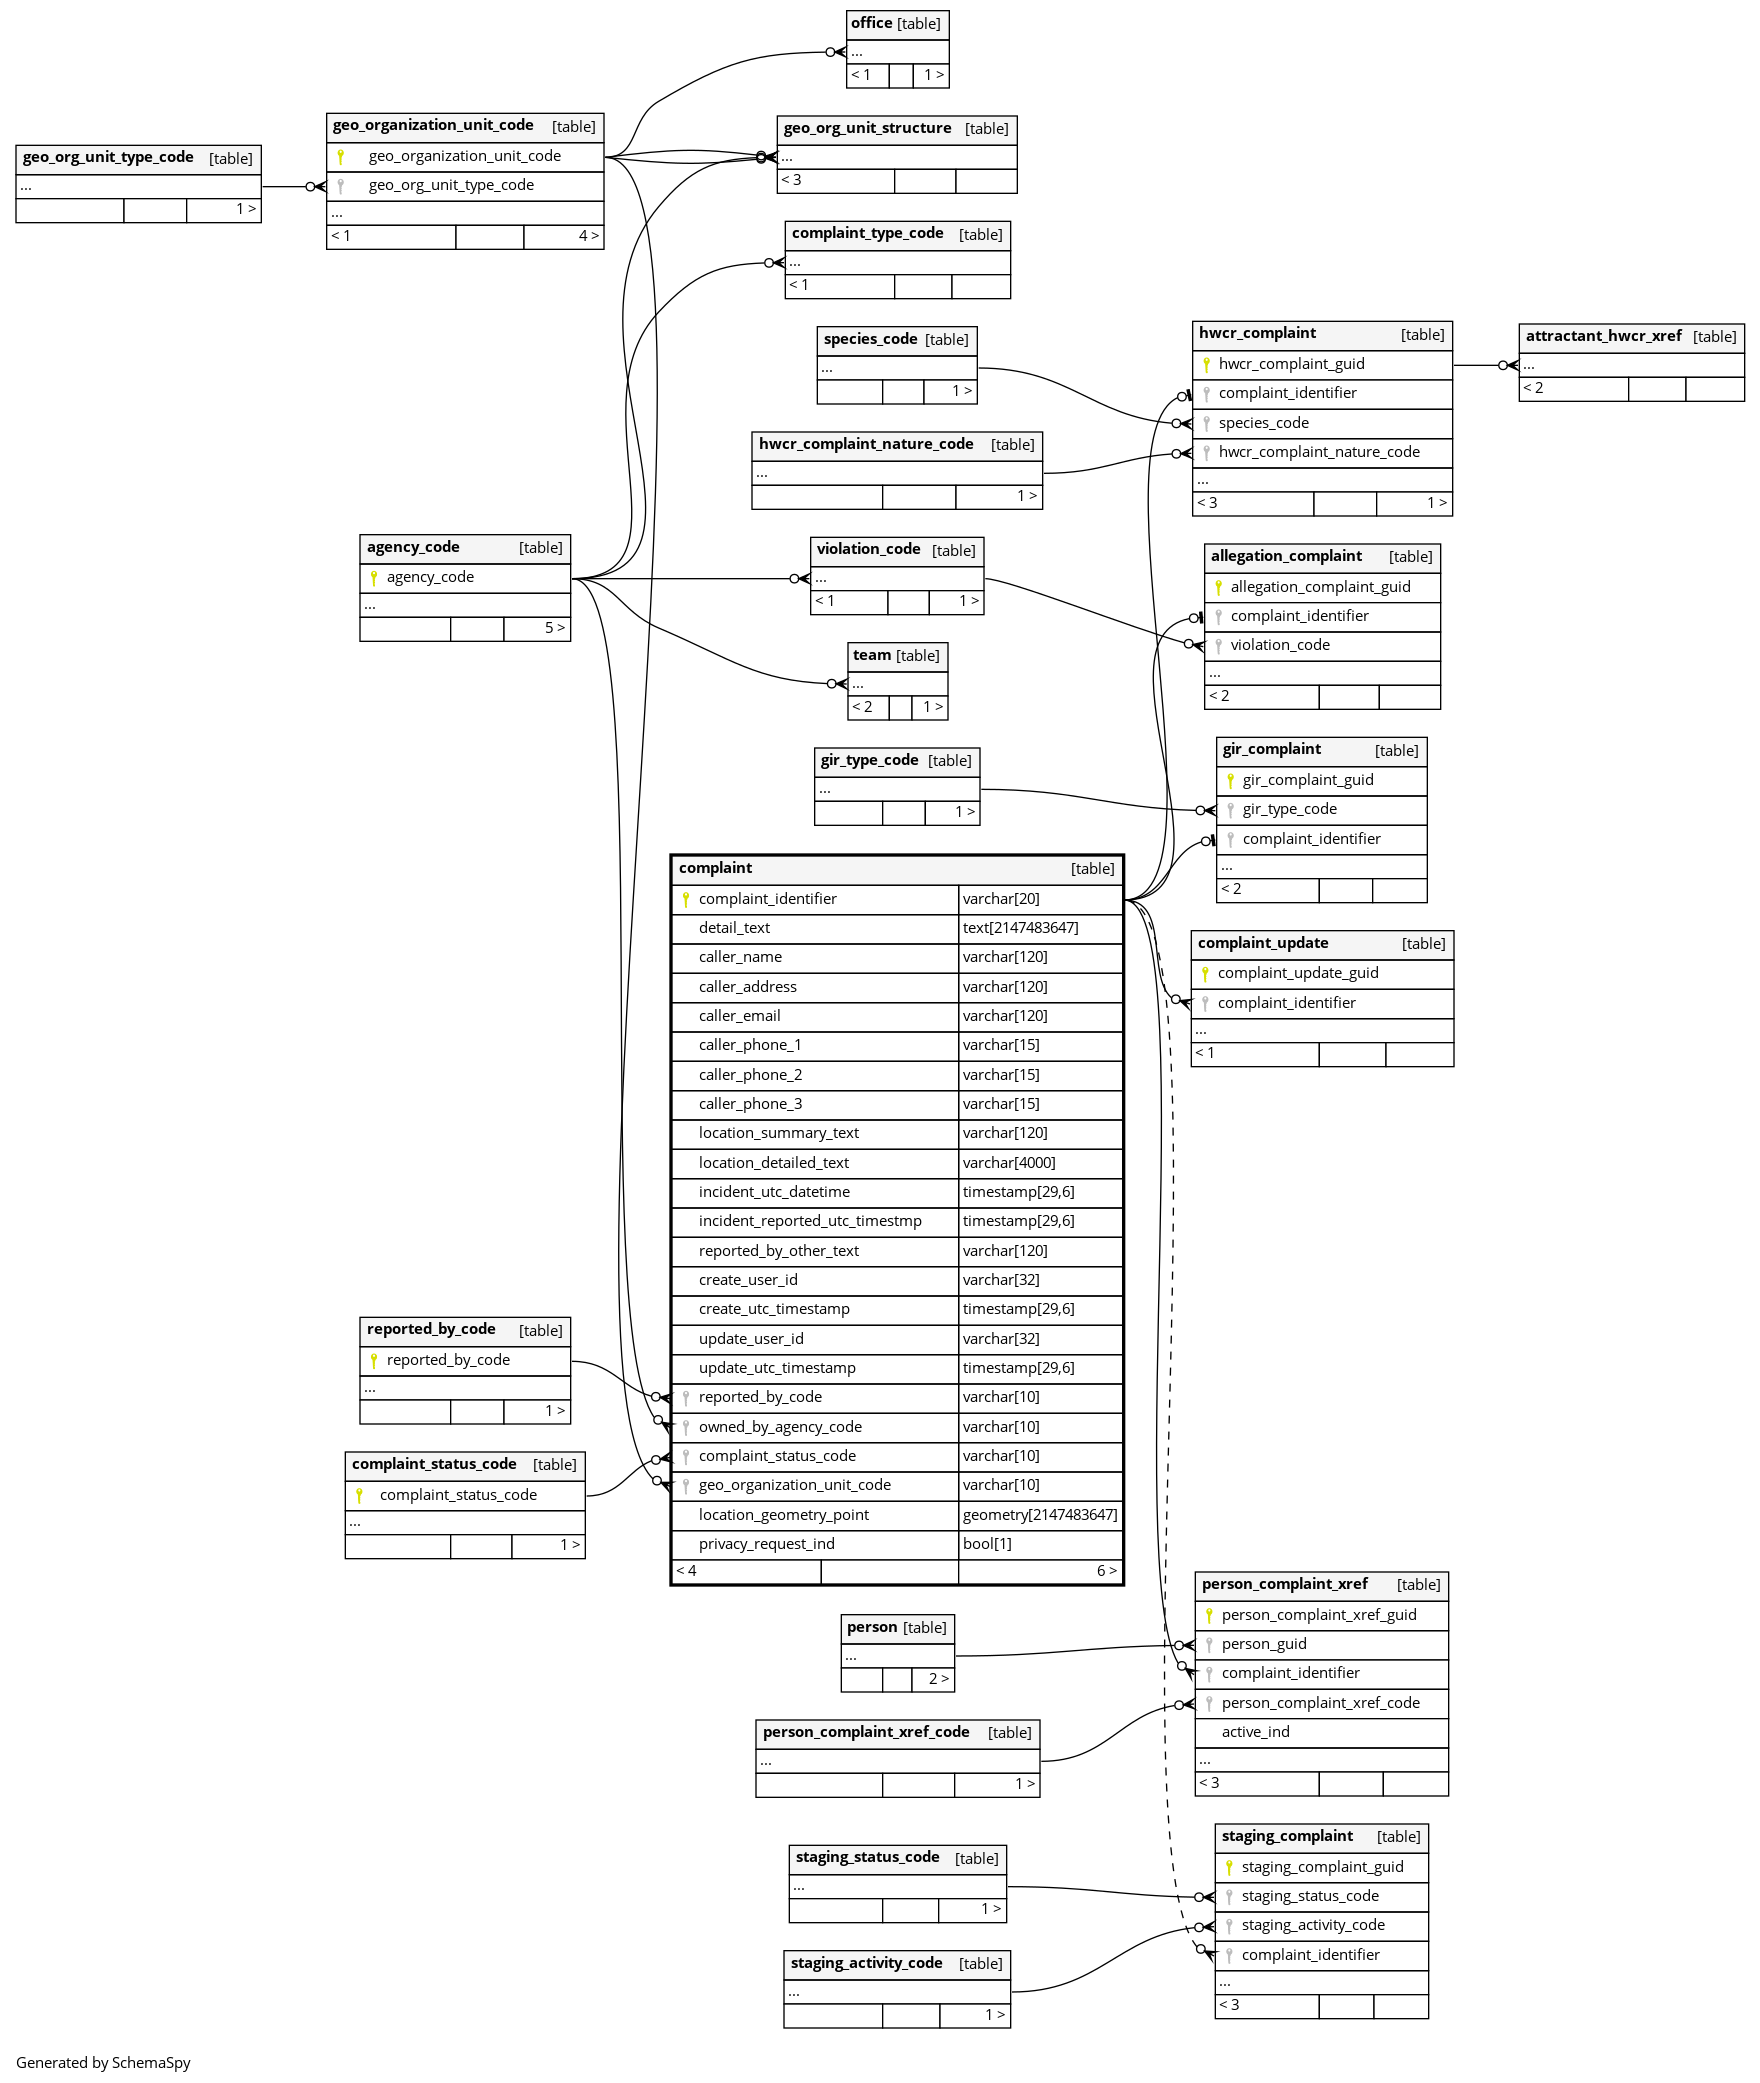 office [table]
...
< 1 1 >
geo_org_unit_type_code [table]
...
1 >
geo_organization_unit_code [table]
geo_organization_unit_code
geo_org_unit_type_code
...
< 1 4 >
geo_org_unit_structure [table]
...
< 3
complaint_type_code [table]
...
< 1
species_code [table]
...
1 >
hwcr_complaint [table]
hwcr_complaint_guid
complaint_identifier
species_code
hwcr_complaint_nature_code
...
< 3 1 >
attractant_hwcr_xref [table]
...
< 2
hwcr_complaint_nature_code [table]
...
1 >
agency_code [table]
agency_code
...
5 >
violation_code [table]
...
< 1 1 >
allegation_complaint [table]
allegation_complaint_guid
complaint_identifier
violation_code
...
< 2
team [table]
...
< 2 1 >
gir_type_code [table]
...
1 >
gir_complaint [table]
gir_complaint_guid
gir_type_code
complaint_identifier
...
< 2
complaint [table]
complaint_identifier varchar[20]
detail_text text[2147483647]
caller_name varchar[120]
caller_address varchar[120]
caller_email varchar[120]
caller_phone_1 varchar[15]
caller_phone_2 varchar[15]
caller_phone_3 varchar[15]
location_summary_text varchar[120]
location_detailed_text varchar[4000]
incident_utc_datetime timestamp[29,6]
incident_reported_utc_timestmp timestamp[29,6]
reported_by_other_text varchar[120]
create_user_id varchar[32]
create_utc_timestamp timestamp[29,6]
update_user_id varchar[32]
update_utc_timestamp timestamp[29,6]
reported_by_code varchar[10]
owned_by_agency_code varchar[10]
complaint_status_code varchar[10]
geo_organization_unit_code varchar[10]
location_geometry_point geometry[2147483647]
privacy_request_ind bool[1]
< 4 6 >
complaint_update [table]
complaint_update_guid
complaint_identifier
...
< 1
reported_by_code [table]
reported_by_code
...
1 >
complaint_status_code [table]
complaint_status_code
...
1 >
person [table]
...
2 >
person_complaint_xref [table]
person_complaint_xref_guid
person_guid
complaint_identifier
person_complaint_xref_code
active_ind
...
< 3
person_complaint_xref_code [table]
...
1 >
staging_status_code [table]
...
1 >
staging_complaint [table]
staging_complaint_guid
staging_status_code
staging_activity_code
complaint_identifier
...
< 3
staging_activity_code [table]
...
1 >
Generated by SchemaSpy